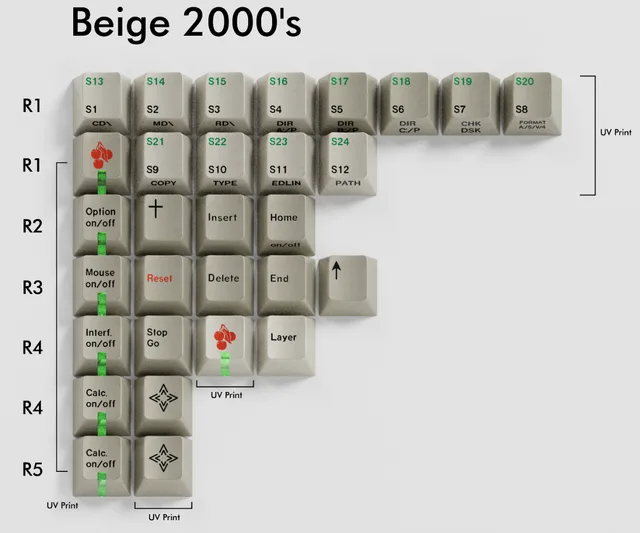 Beige 2000's
R1
S13
S1
CD\
S14
S2
MD\
S15
S3
RD\
S16
S4
DIR
A:/P
S17
S5
DIR
B:/P
S18
S6
DIR
C:/P
S19
S7
CHK
DSK
S20
S8
FORMAT
A:/S/V/4
UV Print
R1
S21
S9
COPY
S22
S10
TYPE
S23
S11
EDLIN
S24
S12
PATH
R2
Option
on/off
Insert
Home
on/off
R3
Mouse
on/off
Reset
Delete
End
R4
Interf.
on/off
Stop
Go
Layer
UV Print
R4
Calc.
on/off
R5
Calc.
on/off
UV Print
UV Print